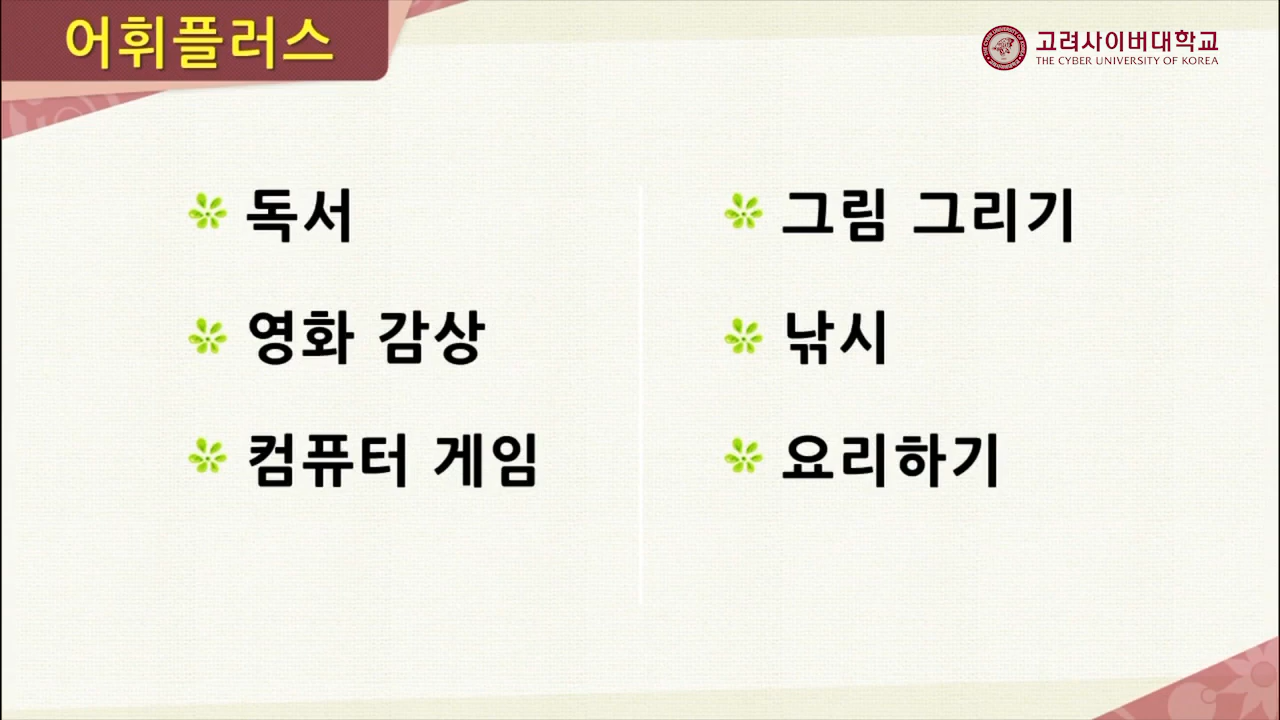 어휘플러스
고려사이버대학교
THE CYBER UNIVERSITY OF KOREA
독서
영화 감상
컴퓨터 게임
그림 그리기
낚시
요리하기